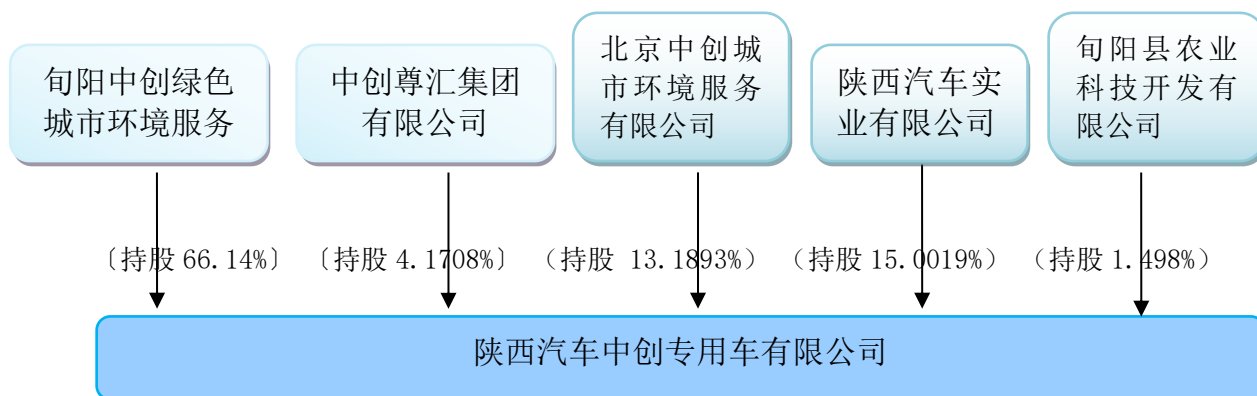 旬阳中创绿色
城市环境服务
中创尊汇集团
有限公司
北京中创城
市环境服务
有限公司
陕西汽车实
业有限公司
旬阳县农业
科技开发有
限公司
〔持股 66.14%〕
〔持股 4.1708%〕
（持股 13.1893%）
（持股 15.0019%）
（持股 1.498%）
陕西汽车中创专用车有限公司